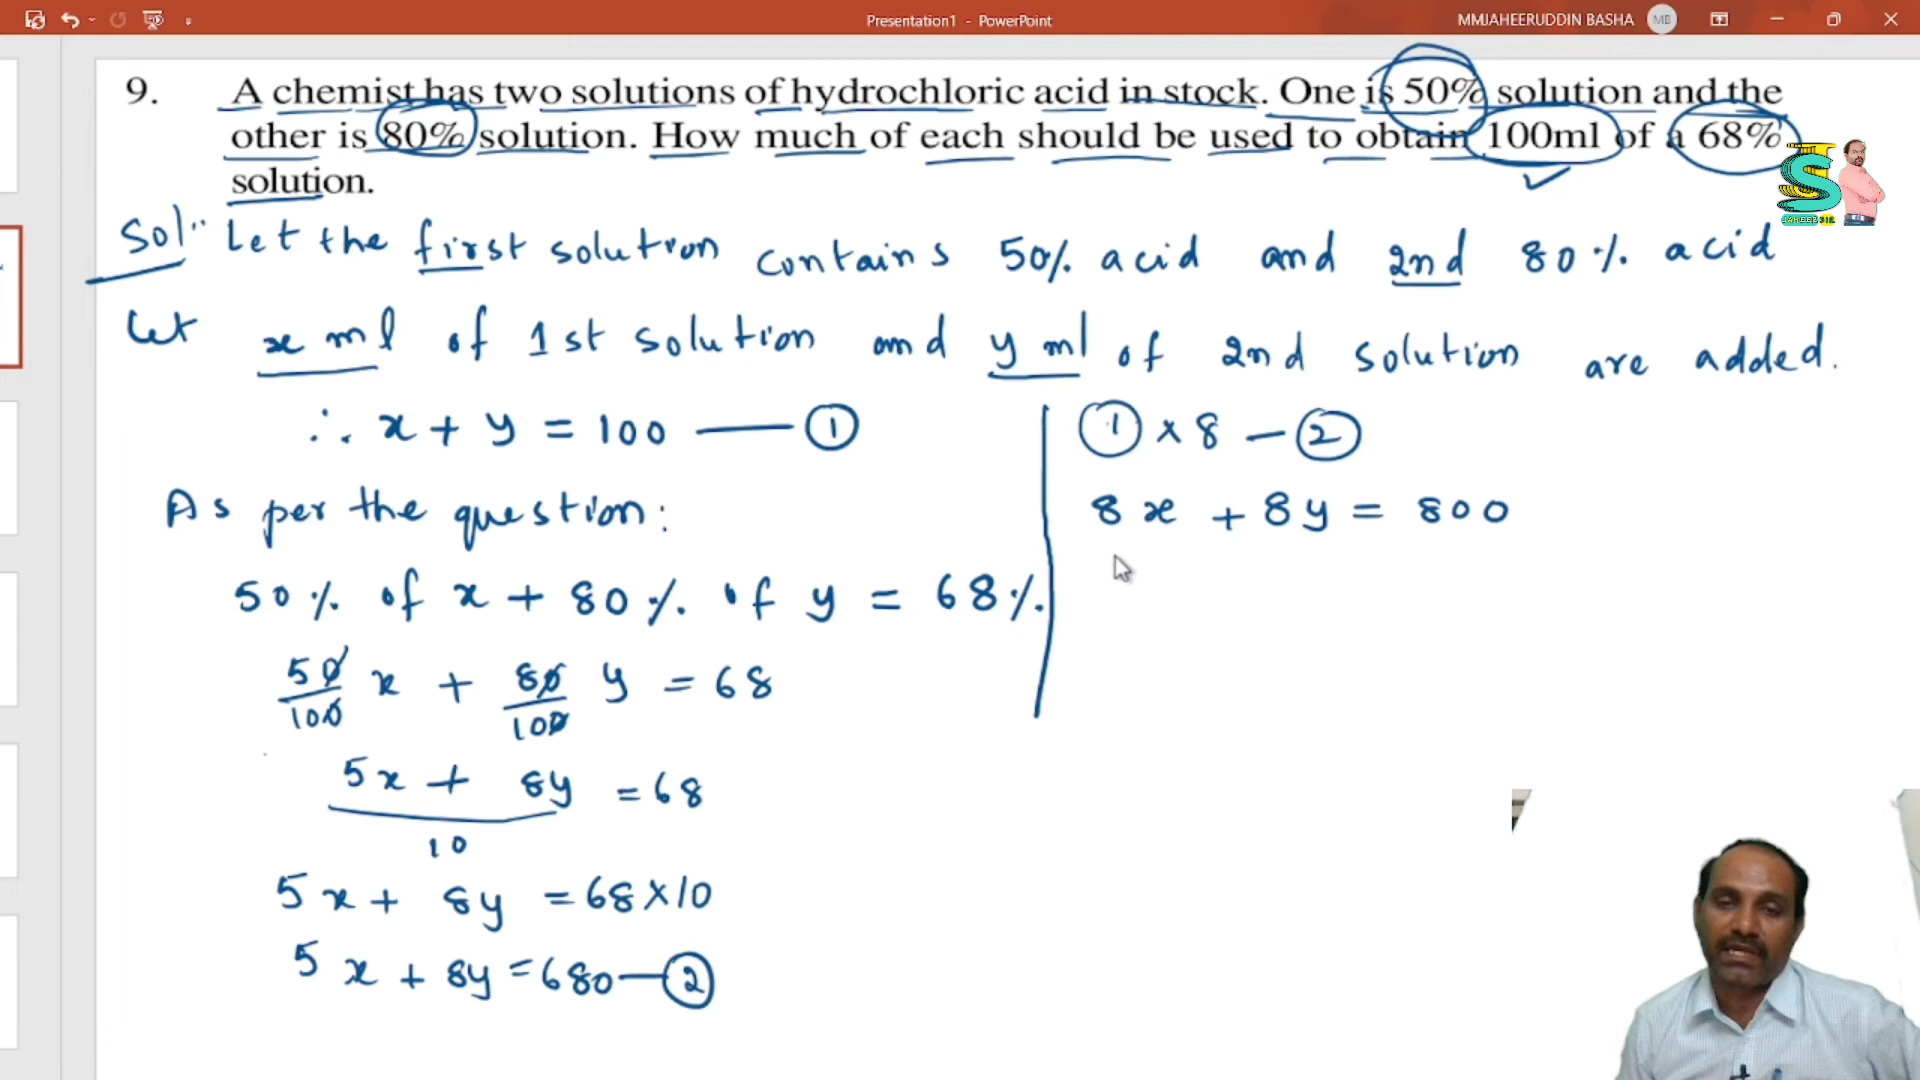 Presentation1 - PowerPoint
MMJAHEERUDDIN BASHA MB
9. A chemist has two solutions of hydrochloric acid in stock. One is 50% solution and the
other is 80% solution. How much of each should be used to obtain 100ml of a 68%
solution.
JAHEER SIR
Sol:- Let the first solution contains 50% acid and 2nd 80% acid
Let x ml of 1st solution and y ml of 2nd solution are added.
∴ x + y = 100 — ①
As per the question:
50% of x + 80% of y = 68%.
50/100 x + 80/100 y = 68
5x + 8y = 68
10
5x + 8y = 68×10
5x + 8y = 680 — ②
① × 8 — ②
8x + 8y = 800